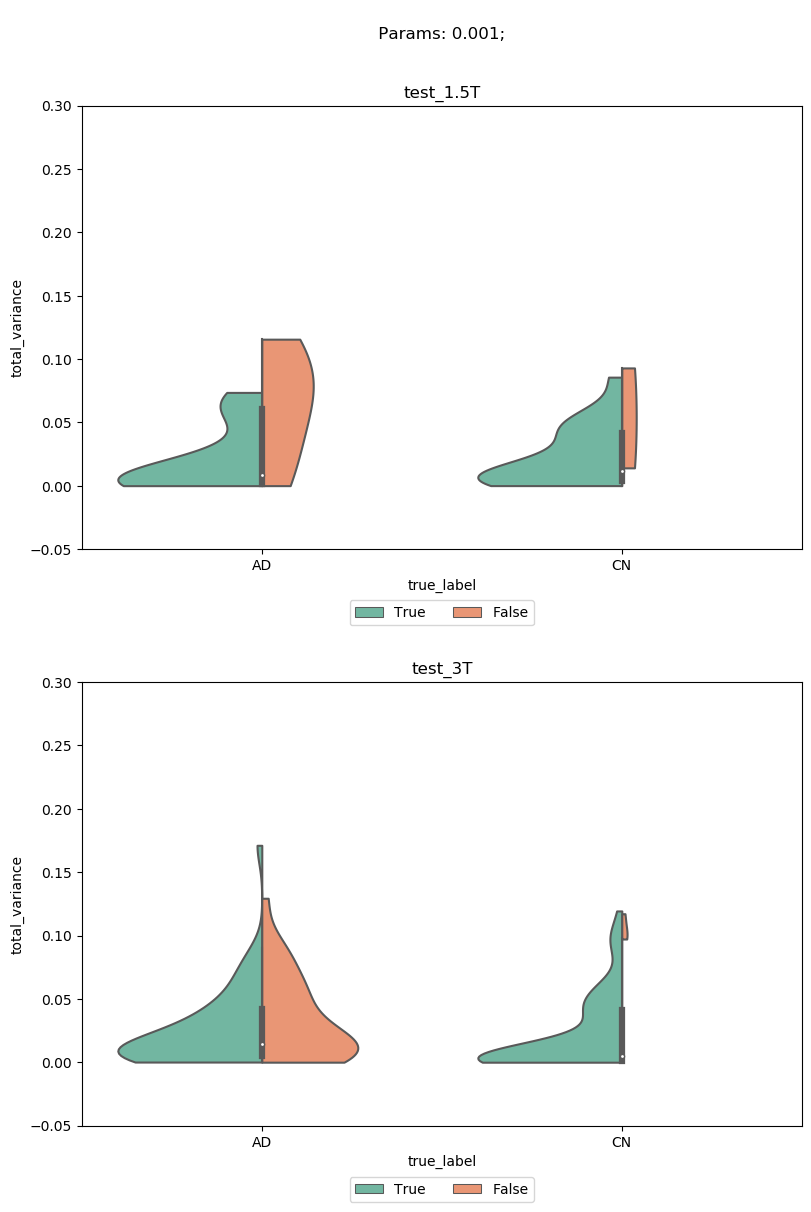 Params: 0.001;
test_1.5T
0.30
0.25
0.20
0.15
0.10
0.05
0.00
−0.05
total_variance
AD CN
true_label
True False
test_3T
0.30
0.25
0.20
0.15
0.10
0.05
0.00
−0.05
total_variance
AD CN
true_label
True False